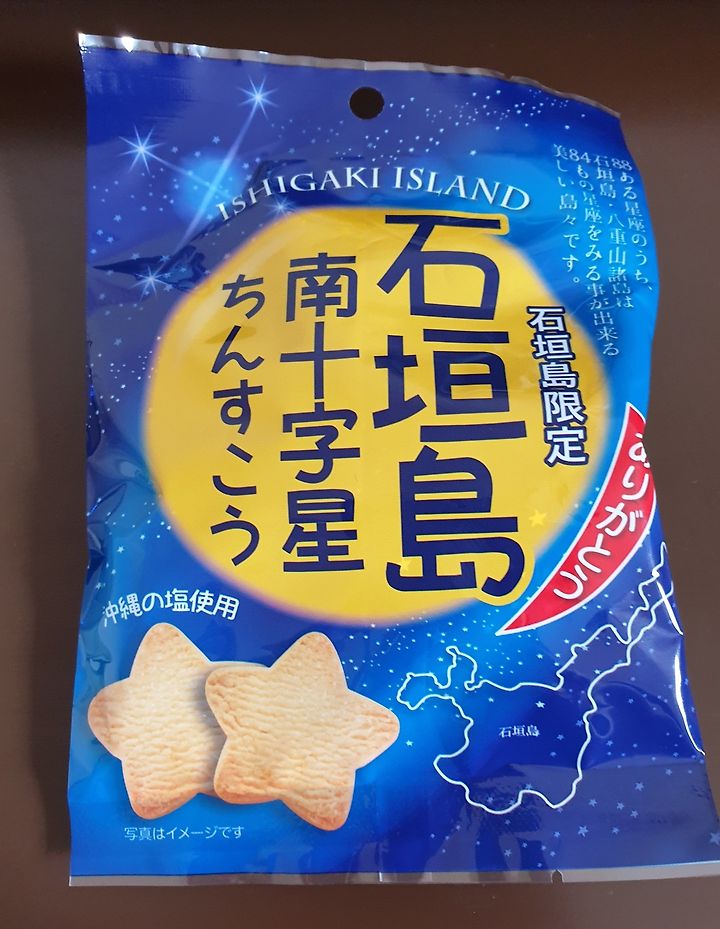 ISHIGAKI ISLAND
88ある星座のうち、
石垣島・八重山諸島は
84もの星座をみる事が出来る
美しい島々です。
石垣島限定
石垣島
南十字星
ちんすこう
ありがとう
沖縄の塩使用
石垣島
写真はイメージです